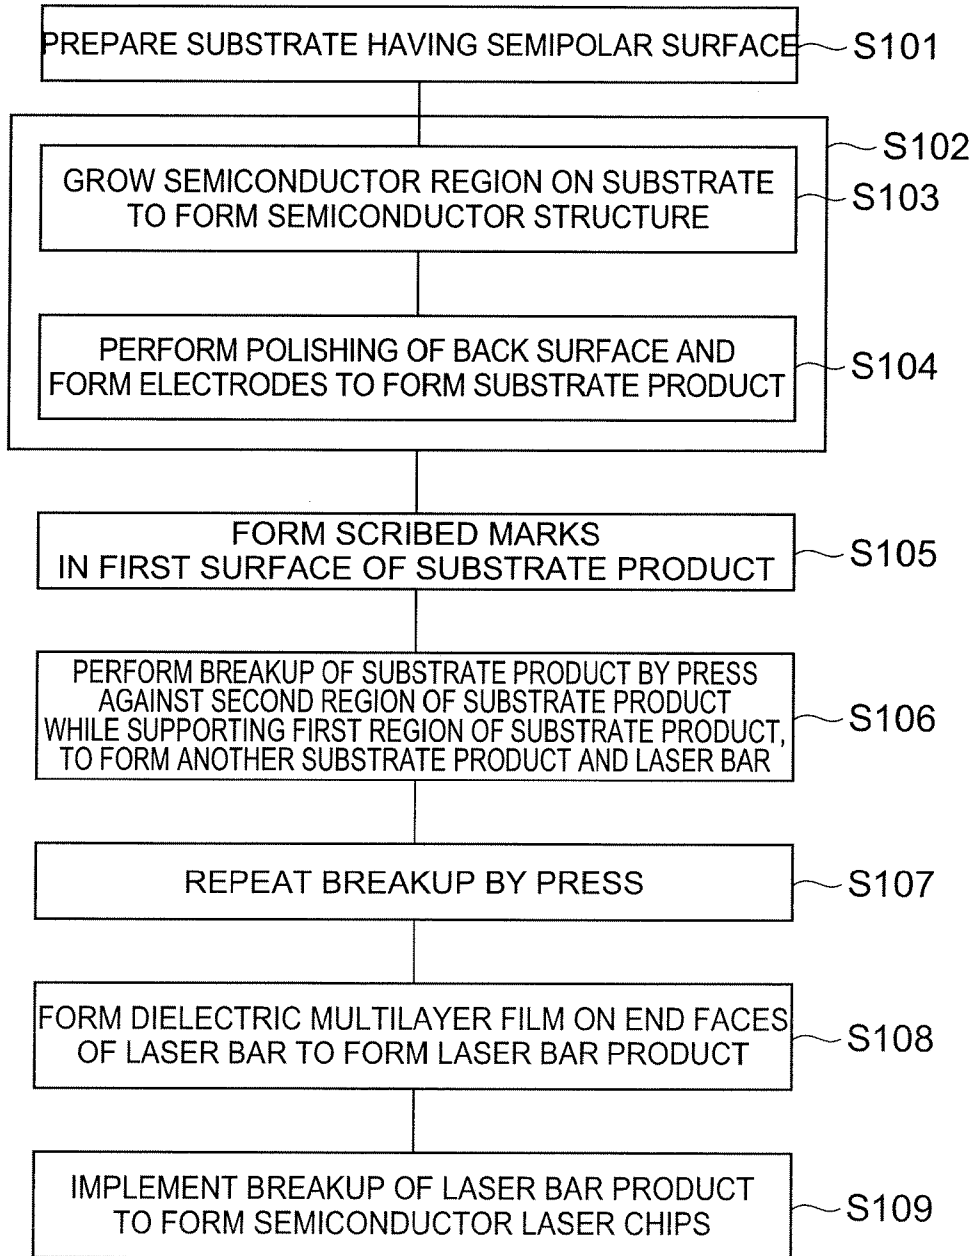 PREPARE SUBSTRATE HAVING SEMIPOLAR SURFACE
S101
S102
GROW SEMICONDUCTOR REGION ON SUBSTRATE
TO FORM SEMICONDUCTOR STRUCTURE
S103
PERFORM POLISHING OF BACK SURFACE AND
FORM ELECTRODES TO FORM SUBSTRATE PRODUCT
S104
FORM SCRIBED MARKS
IN FIRST SURFACE OF SUBSTRATE PRODUCT
S105
PERFORM BREAKUP OF SUBSTRATE PRODUCT BY PRESS
AGAINST SECOND REGION OF SUBSTRATE PRODUCT
WHILE SUPPORTING FIRST REGION OF SUBSTRATE PRODUCT,
TO FORM ANOTHER SUBSTRATE PRODUCT AND LASER BAR
S106
REPEAT BREAKUP BY PRESS
S107
FORM DIELECTRIC MULTILAYER FILM ON END FACES
OF LASER BAR TO FORM LASER BAR PRODUCT
S108
IMPLEMENT BREAKUP OF LASER BAR PRODUCT
TO FORM SEMICONDUCTOR LASER CHIPS
S109